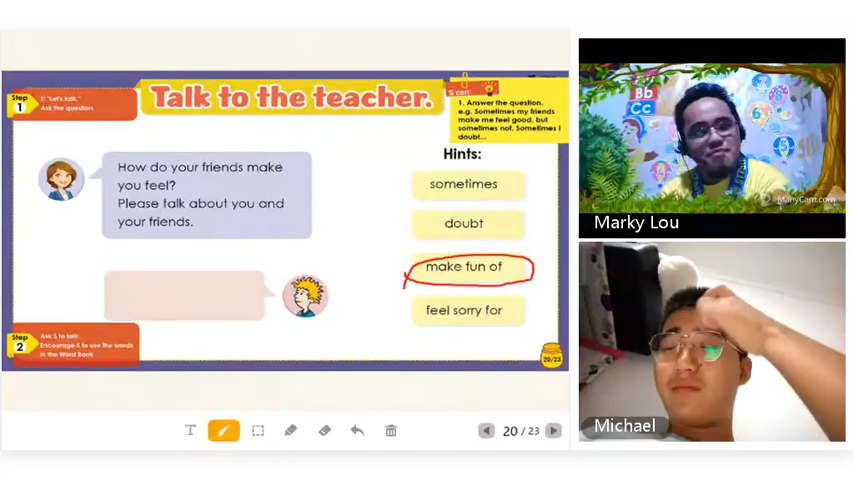 Step
1
T: "Let's talk."
Ask the question.
Talk to the teacher.
S can:
1. Answer the question.
e.g. Sometimes my friends
make me feel good, but
sometimes not. Sometimes I
doubt...
How do your friends make
you feel?
Please talk about you and
your friends.
Hints:
sometimes
doubt
make fun of
feel sorry for
Step
2
Ask S to talk.
Encourage S to use the words
in the Word Bank
20/23
T
20 / 23
Bb
Cc
6
8
5
ManyCam.com
Marky Lou
Michael